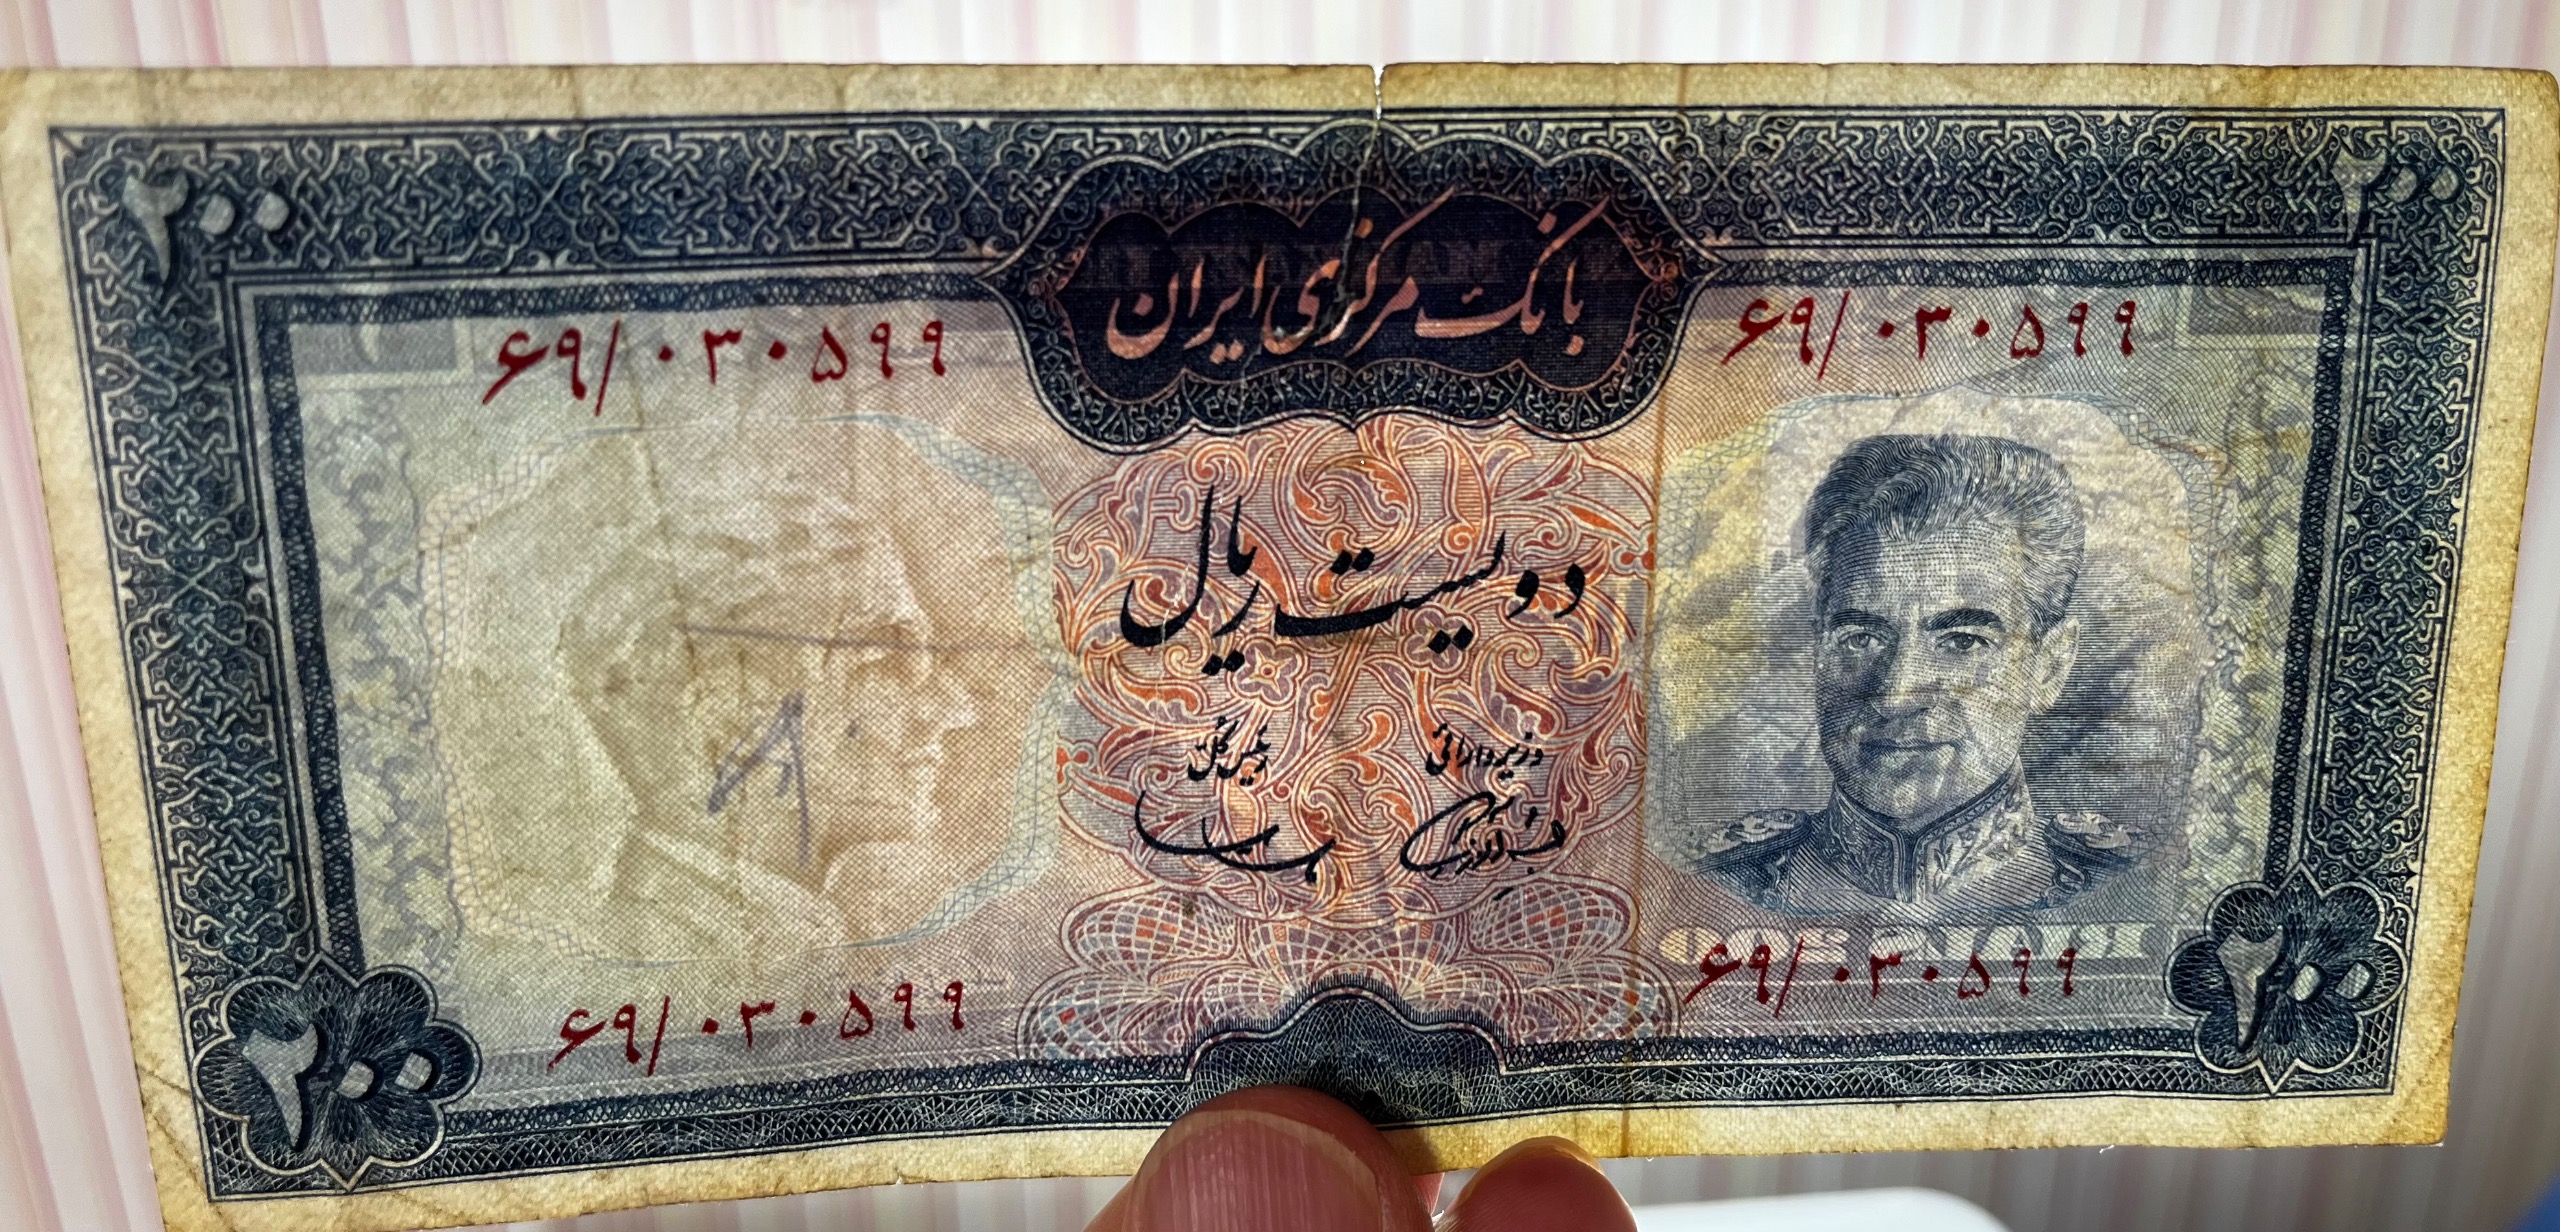 ۲۰۰
۲۰۰
بانک مرکزی ایران
۶۹/۰۳۰۵۹۹
۶۹/۰۳۰۵۹۹
دویست ریال
وزیر دارائی
رئیس کل
۶۹/۰۳۰۵۹۹
۶۹/۰۳۰۵۹۹
۲۰۰
۲۰۰